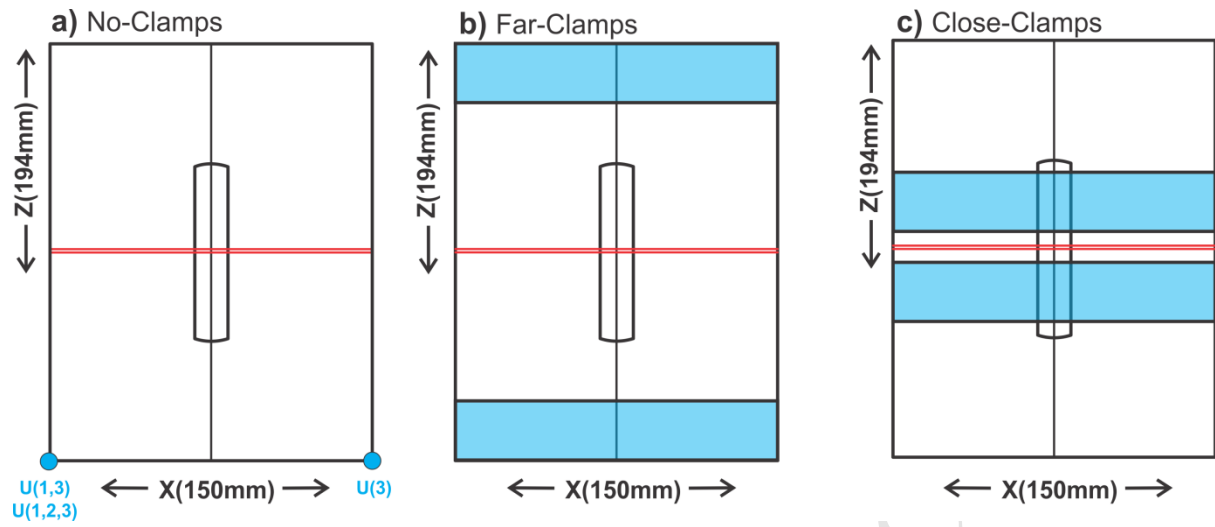 a) No-Clamps
b) Far-Clamps
c) Close-Clamps
Z(194mm)
Z(194mm)
Z(194mm)
U(1,3)
U(1,2,3)
X(150mm)
U(3)
X(150mm)
X(150mm)